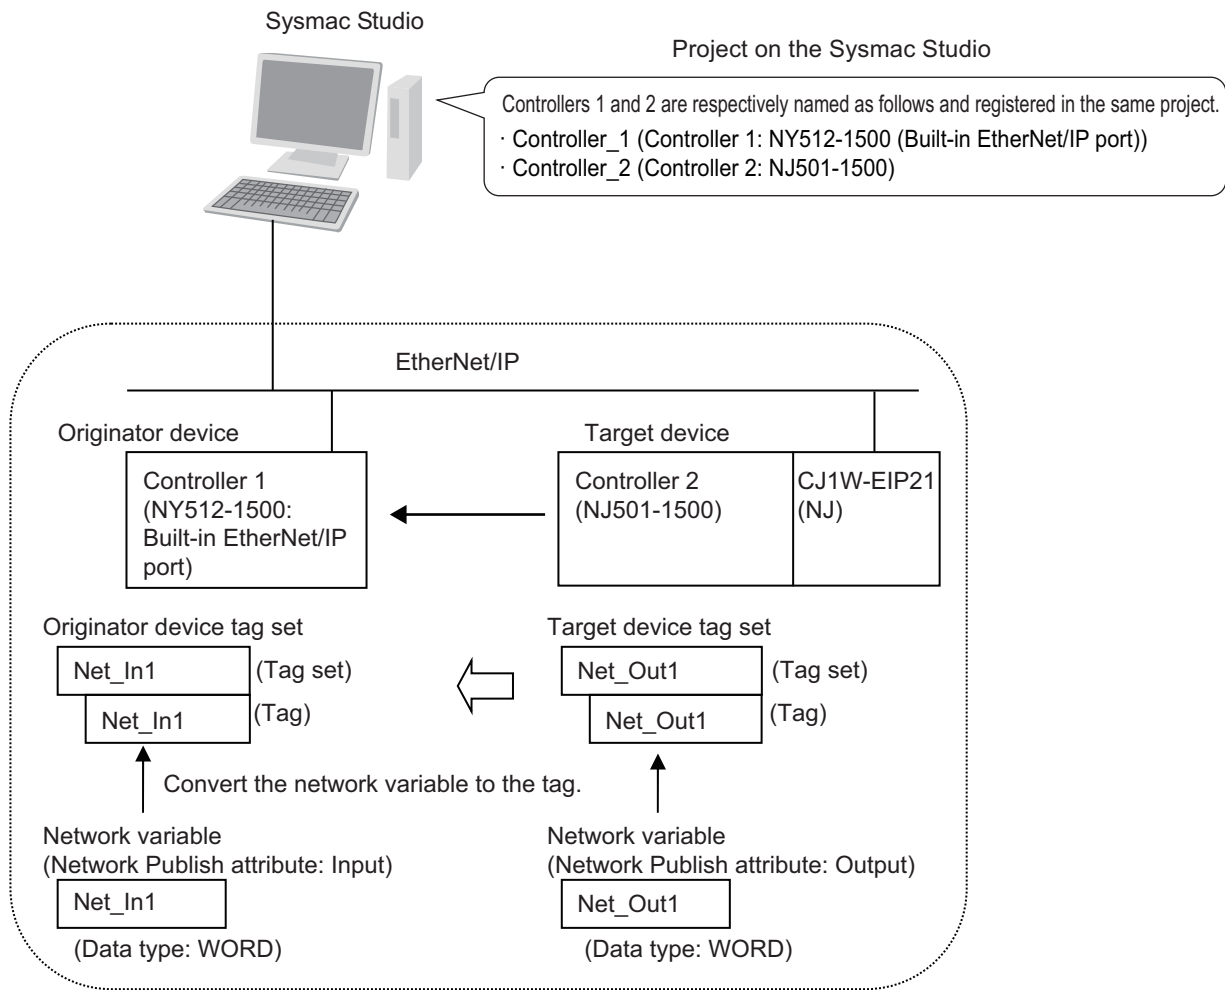 Sysmac Studio
Project on the Sysmac Studio
Controllers 1 and 2 are respectively named as follows and registered in the same project.
· Controller_1 (Controller 1: NY512-1500 (Built-in EtherNet/IP port))
· Controller_2 (Controller 2: NJ501-1500)
EtherNet/IP
Originator device
Target device
Controller 1
(NY512-1500:
Built-in EtherNet/IP
port)
Controller 2
(NJ501-1500)
CJ1W-EIP21
(NJ)
Originator device tag set
Net_In1
(Tag set)
Net_In1
(Tag)
Target device tag set
Net_Out1
(Tag set)
Net_Out1
(Tag)
Convert the network variable to the tag.
Network variable
(Network Publish attribute: Input)
Net_In1
(Data type: WORD)
Network variable
(Network Publish attribute: Output)
Net_Out1
(Data type: WORD)